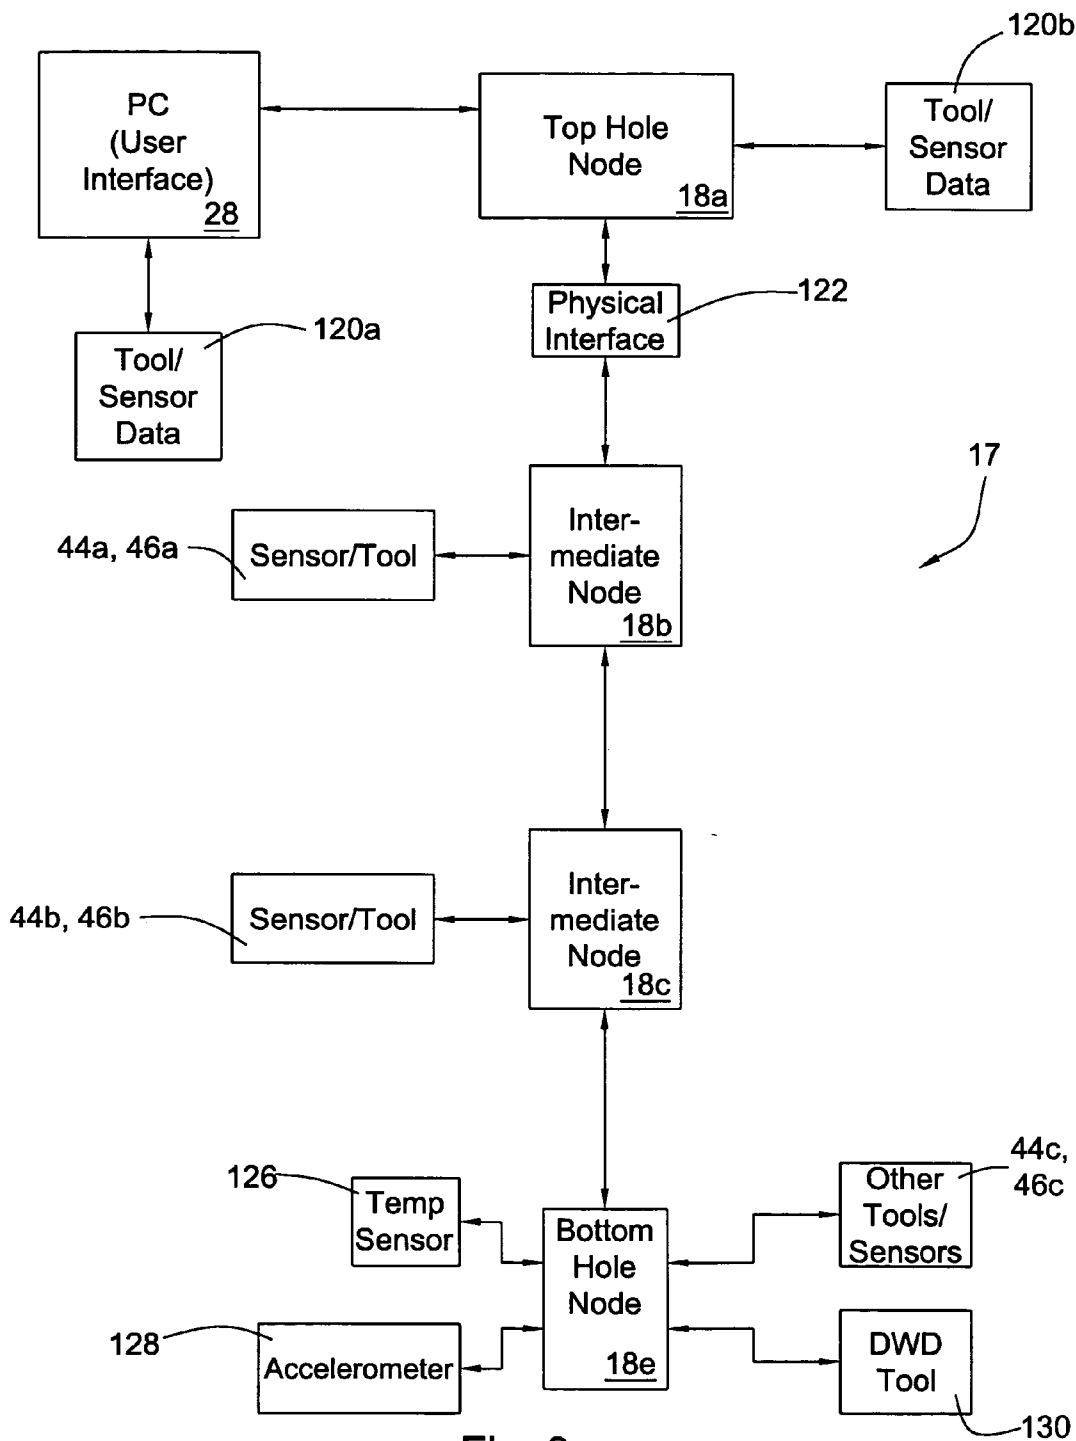 120b
PC
(User
Interface)
28
Top Hole
Node
18a
Tool/
Sensor
Data
120a
Physical
Interface
122
Tool/
Sensor
Data
17
44a, 46a
Sensor/Tool
Inter-
mediate
Node
18b
44b, 46b
Sensor/Tool
Inter-
mediate
Node
18c
126
Temp
Sensor
Bottom
Hole
Node
18e
44c,
46c
Other
Tools/
Sensors
128
Accelerometer
DWD
Tool
130